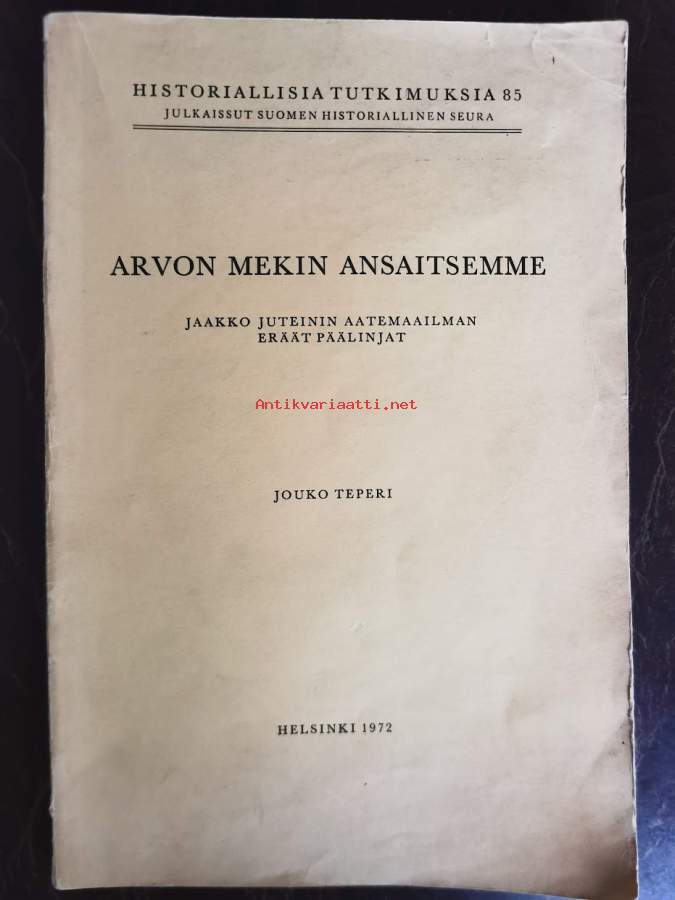 HISTORIALLISIA TUTKIMUKSIA 85
JULKAISSUT SUOMEN HISTORIALLINEN SEURA
ARVON MEKIN ANSAITSEMME
JAAKKO JUTEININ AATEMAAILMAN
ERÄÄT PÄÄLINJAT
Antikvariaatti.net
JOUKO TEPERI
HELSINKI 1972